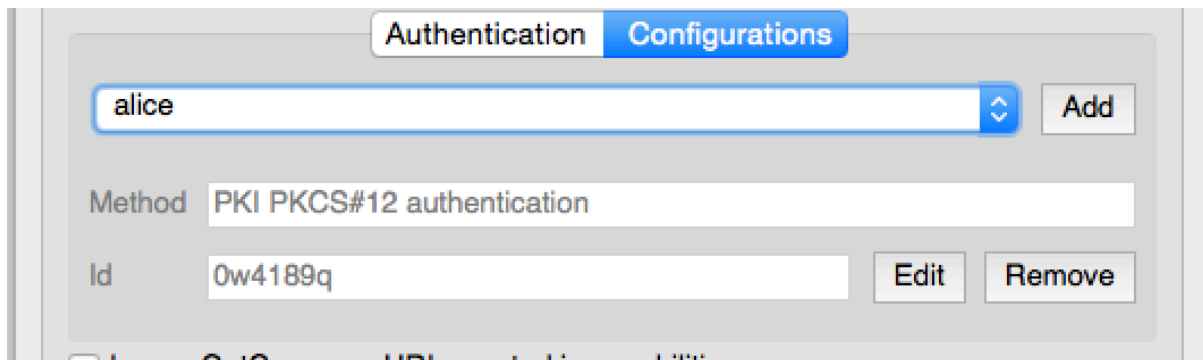 Authentication Configurations
alice Add
Method PKI PKCS#12 authentication
Id 0w4189q Edit Remove